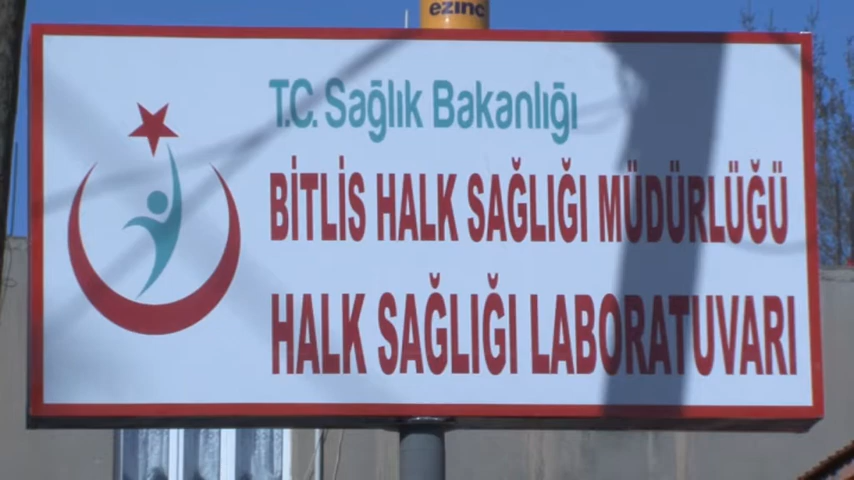 ezinc
T.C. Sağlık Bakanlığı
BİTLİS HALK SAĞLIĞI MÜDÜRLÜĞÜ
HALK SAĞLIĞI LABORATUVARI